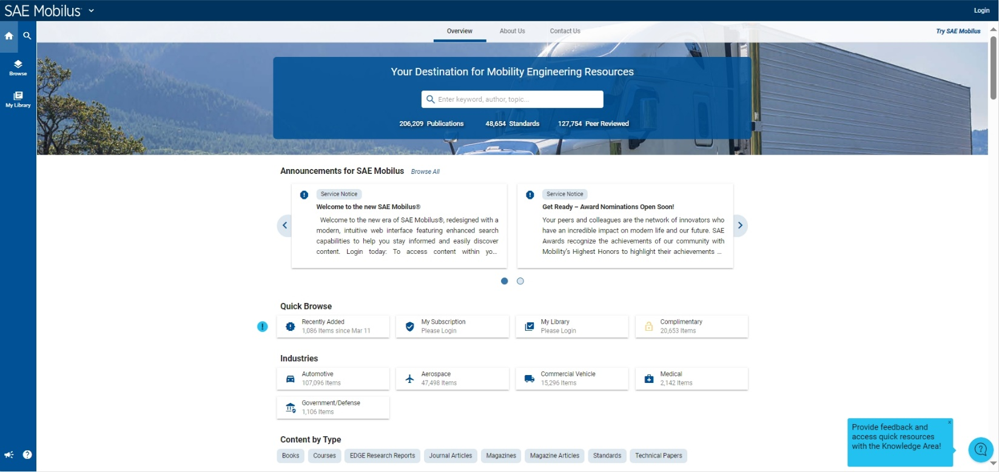 SAE Mobilus
Login
Overview
About Us
Contact Us
Try SAE Mobilus
Browse
My Library
Your Destination for Mobility Engineering Resources
Enter keyword, author, topic...
206,209 Publications
48,654 Standards
127,754 Peer Reviewed
Announcements for SAE Mobilus
Browse All
Service Notice
Welcome to the new SAE Mobilus®
Welcome to the new era of SAE Mobilus®, redesigned with a
modern, intuitive web interface featuring enhanced search
capabilities to help you stay informed and easily discover
content. Login today: To access content within yo...
Service Notice
Get Ready – Award Nominations Open Soon!
Your peers and colleagues are the network of innovators who
have an incredible impact on modern life and our future. SAE
Awards recognize the achievements of our community with
Mobility’s Highest Honors to highlight their achievements ...
Quick Browse
Recently Added
1,086 Items since Mar 11
My Subscription
Please Login
My Library
Please Login
Complimentary
20,653 Items
Industries
Automotive
107,096 Items
Aerospace
47,498 Items
Commercial Vehicle
15,296 Items
Medical
2,142 Items
Government/Defense
1,106 Items
Content by Type
Books
Courses
EDGE Research Reports
Journal Articles
Magazines
Magazine Articles
Standards
Technical Papers
x
Provide feedback and
access quick resources
with the Knowledge Area!